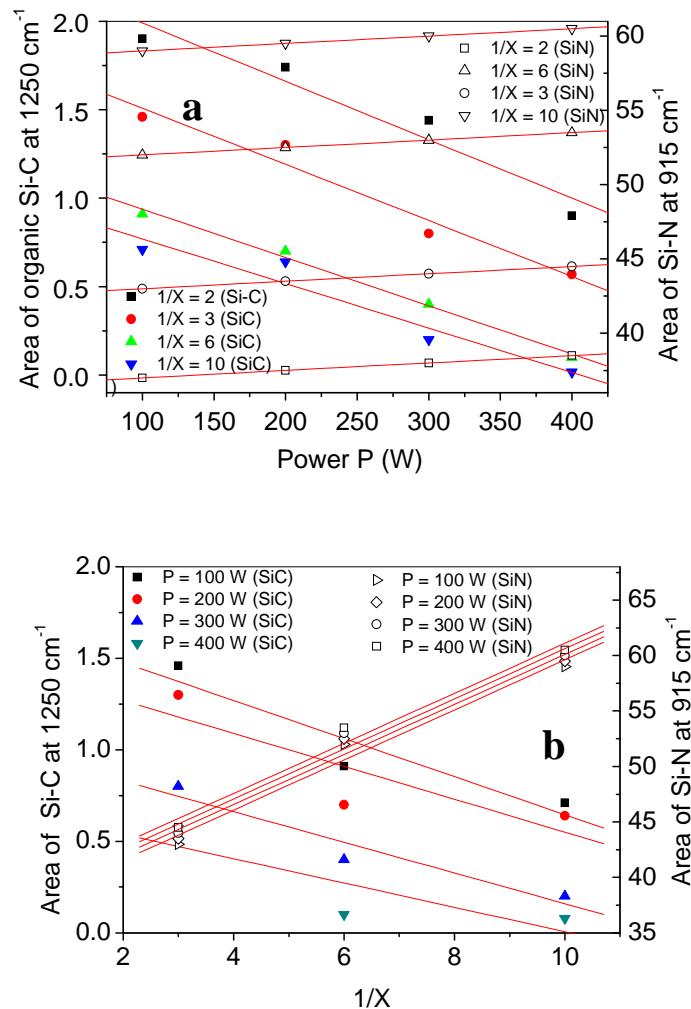 2.0
1.5
1.0
0.5
0.0
Area of organic Si-C at 1250 cm⁻¹
a
□ 1/X = 2 (SiN)
△ 1/X = 6 (SiN)
○ 1/X = 3 (SiN)
▽ 1/X = 10 (SiN)
■ 1/X = 2 (Si-C)
● 1/X = 3 (SiC)
▲ 1/X = 6 (SiC)
▼ 1/X = 10 (SiC)
60
55
50
45
40
Area of Si-N at 915 cm⁻¹
)
100 150 200 250 300 350 400
Power P (W)
2.0
1.5
1.0
0.5
0.0
Area of Si-C at 1250 cm⁻¹
■ P = 100 W (SiC)
● P = 200 W (SiC)
▲ P = 300 W (SiC)
▼ P = 400 W (SiC)
▷ P = 100 W (SiN)
◇ P = 200 W (SiN)
○ P = 300 W (SiN)
□ P = 400 W (SiN)
b
65
60
55
50
45
40
35
Area of Si-N at 915 cm⁻¹
2 4 6 8 10
1/X